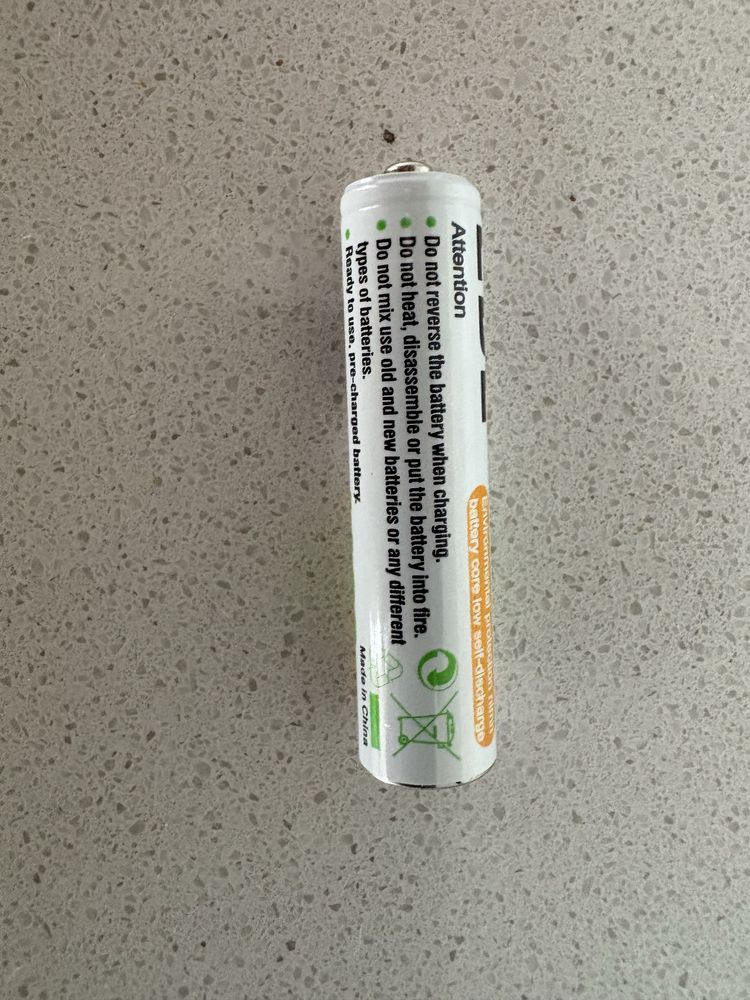 Attention
Do not reverse the battery when charging.
Do not heat, disassemble or put the battery into fire.
Do not mix use old and new batteries or any different
types of batteries.
Ready to use, pre-charged battery.
Environmental protection
battery core low self-discharge
Made in China